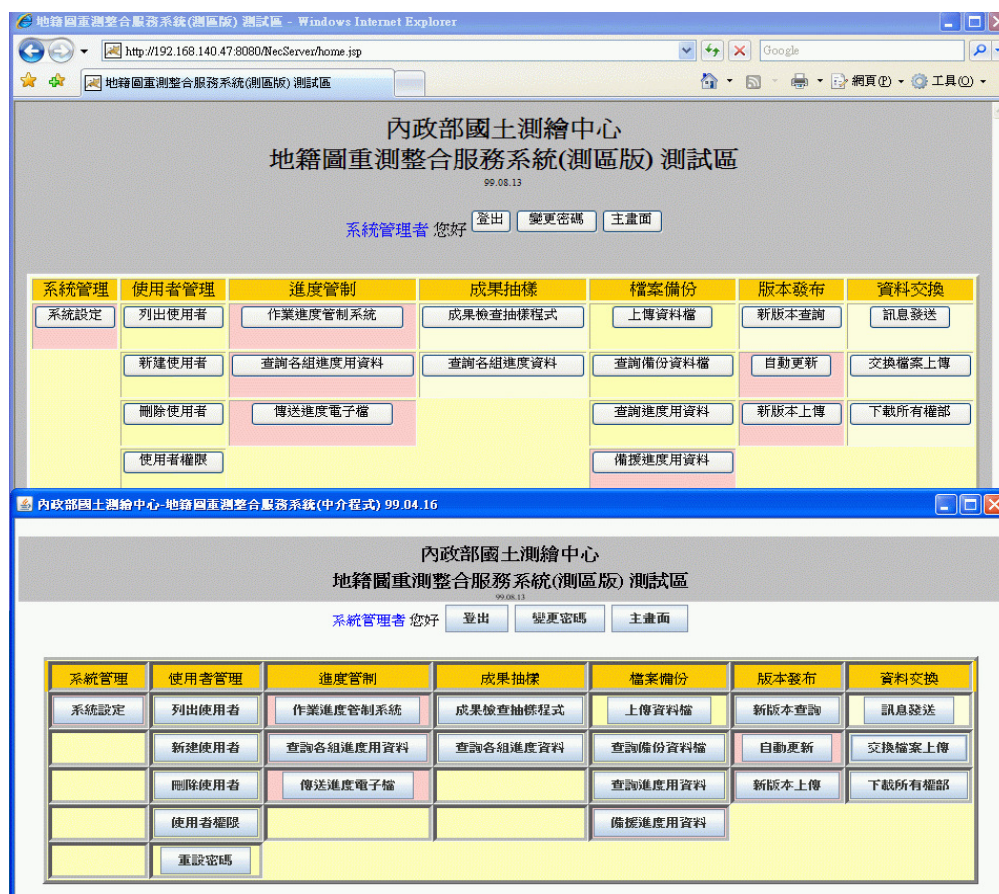 地籍圖重測整合服務系統(測區版) 測試區 - Windows Internet Explorer
http://192.168.140.47:8080/NecServer/home.jsp
Google
地籍圖重測整合服務系統(測區版) 測試區
網頁(P) 工具(O)
內政部國土測繪中心
地籍圖重測整合服務系統(測區版) 測試區
99.08.13
系統管理者 您好 登出 變更密碼 主畫面
系統管理 使用者管理 進度管制 成果抽樣 檔案備份 版本發布 資料交換
系統設定 列出使用者 作業進度管制系統 成果檢查抽樣程式 上傳資料檔 新版本查詢 訊息發送
新建使用者 查詢各組進度用資料 查詢各組進度資料 查詢備份資料檔 自動更新 交換檔案上傳
刪除使用者 傳送進度電子檔 查詢進度用資料 新版本上傳 下載所有權部
使用者權限 備援進度用資料
內政部國土測繪中心-地籍圖重測整合服務系統(中介程式) 99.04.16
內政部國土測繪中心
地籍圖重測整合服務系統(測區版) 測試區
99.08.13
系統管理者 您好 登出 變更密碼 主畫面
系統管理 使用者管理 進度管制 成果抽樣 檔案備份 版本發布 資料交換
系統設定 列出使用者 作業進度管制系統 成果檢查抽樣程式 上傳資料檔 新版本查詢 訊息發送
新建使用者 查詢各組進度用資料 查詢各組進度資料 查詢備份資料檔 自動更新 交換檔案上傳
刪除使用者 傳送進度電子檔 查詢進度用資料 新版本上傳 下載所有權部
使用者權限 備援進度用資料
重設密碼